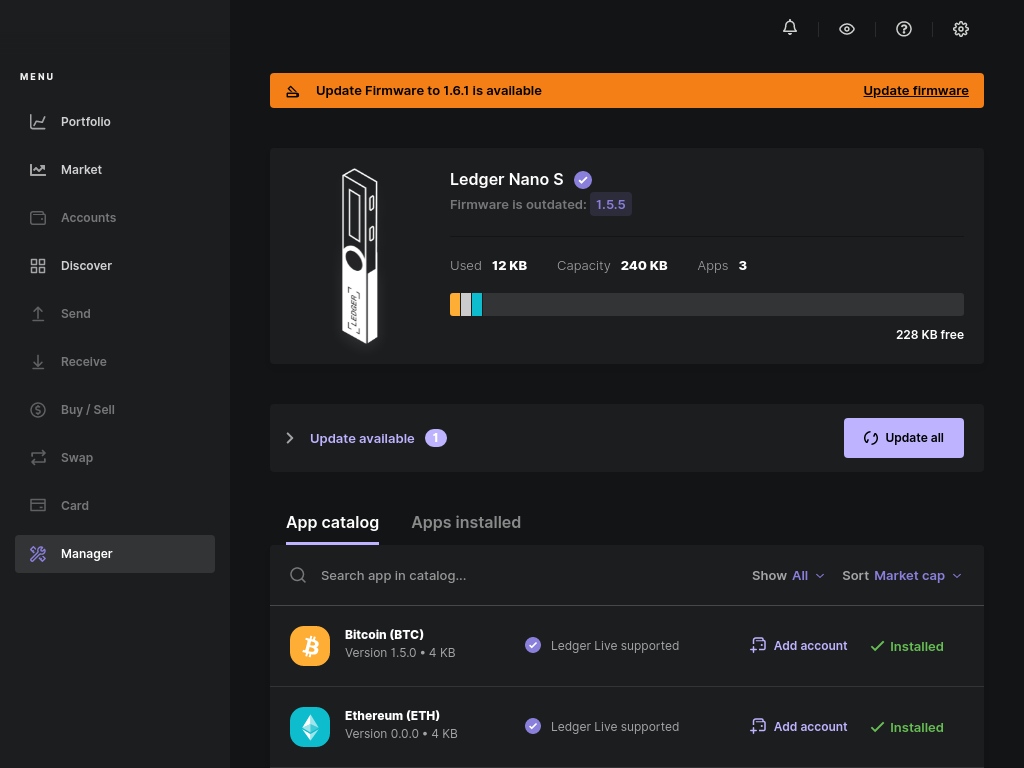 MENU
Portfolio
Market
Accounts
Discover
Send
Receive
Buy / Sell
Swap
Card
Manager
Update Firmware to 1.6.1 is available
Update firmware
LEDGER
Ledger Nano S
Firmware is outdated: 1.5.5
Used 12 KB Capacity 240 KB Apps 3
228 KB free
Update available 1
Update all
App catalog Apps installed
Search app in catalog...
Show All Sort Market cap
Bitcoin (BTC)
Version 1.5.0 • 4 KB
Ledger Live supported
Add account
Installed
Ethereum (ETH)
Version 0.0.0 • 4 KB
Ledger Live supported
Add account
Installed